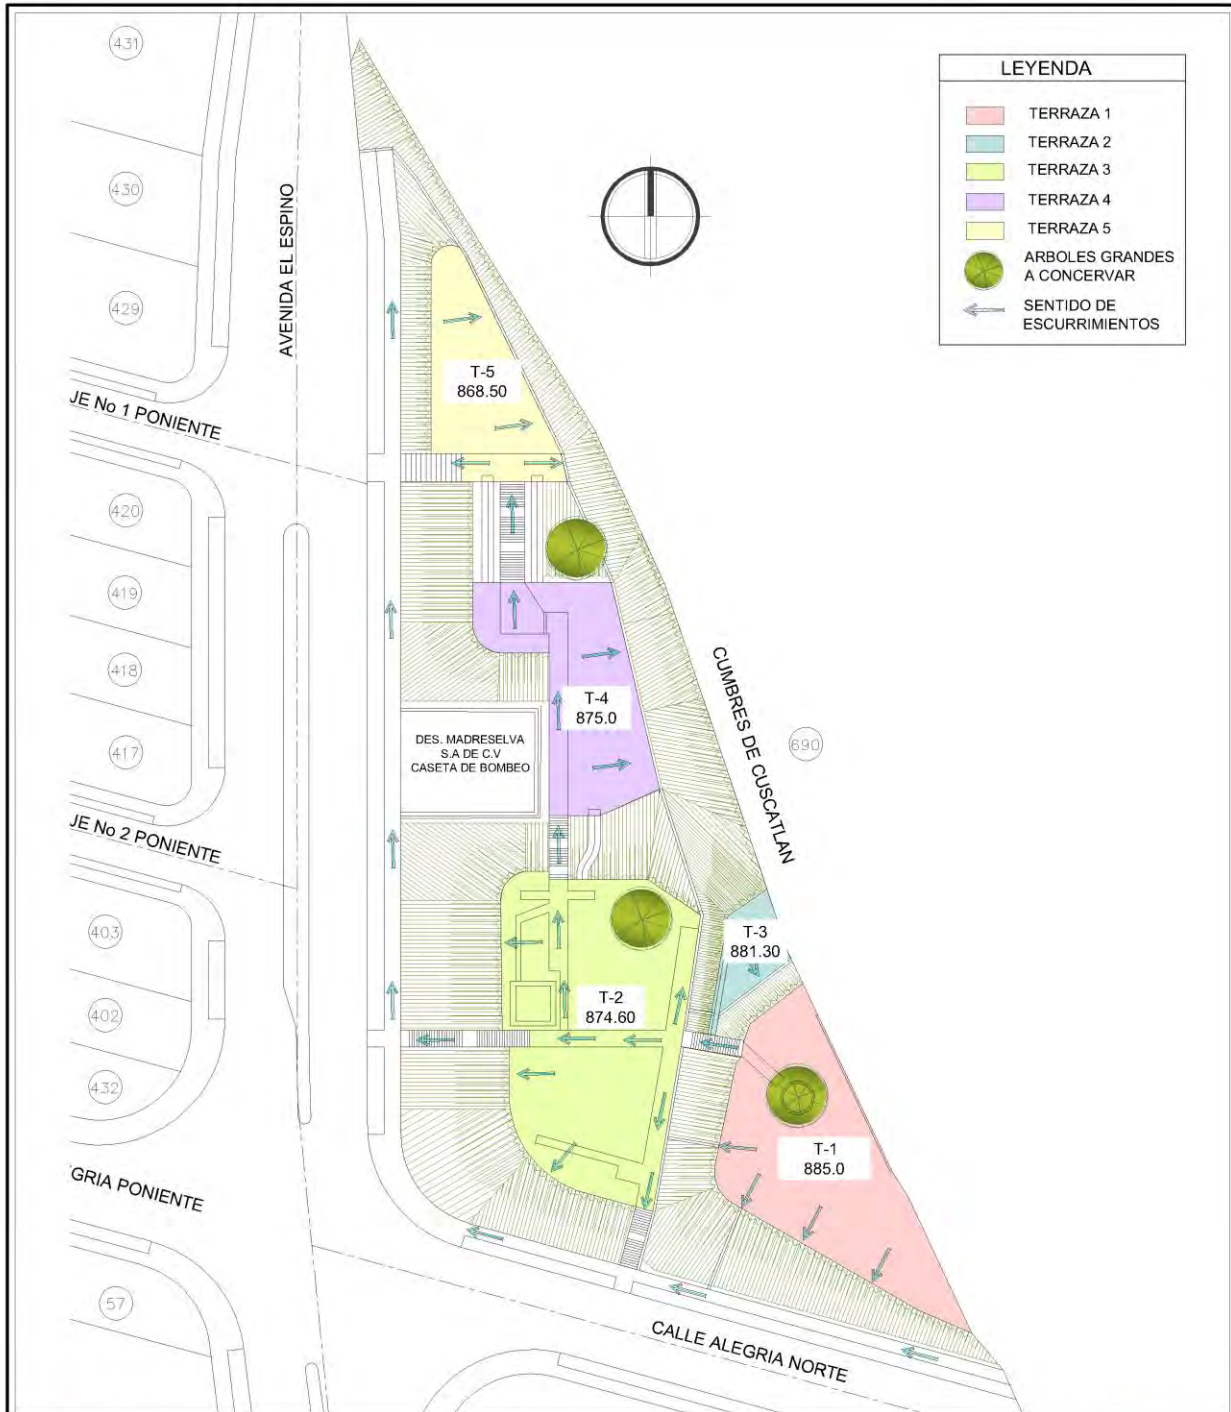 431
430
429
AVENIDA EL ESPINO
JE No 1 PONIENTE
420
419
418
417
JE No 2 PONIENTE
403
402
432
GRIA PONIENTE
57
LEYENDA
TERRAZA 1
TERRAZA 2
TERRAZA 3
TERRAZA 4
TERRAZA 5
ARBOLES GRANDES
A CONCERVAR
SENTIDO DE
ESCURRIMIENTOS
T-5
868.50
T-4
875.0
DES. MADRESELVA
S.A DE C.V
CASETA DE BOMBEO
CUMBRES DE CUSCATLAN
690
T-3
881.30
T-2
874.60
T-1
885.0
CALLE ALEGRIA NORTE